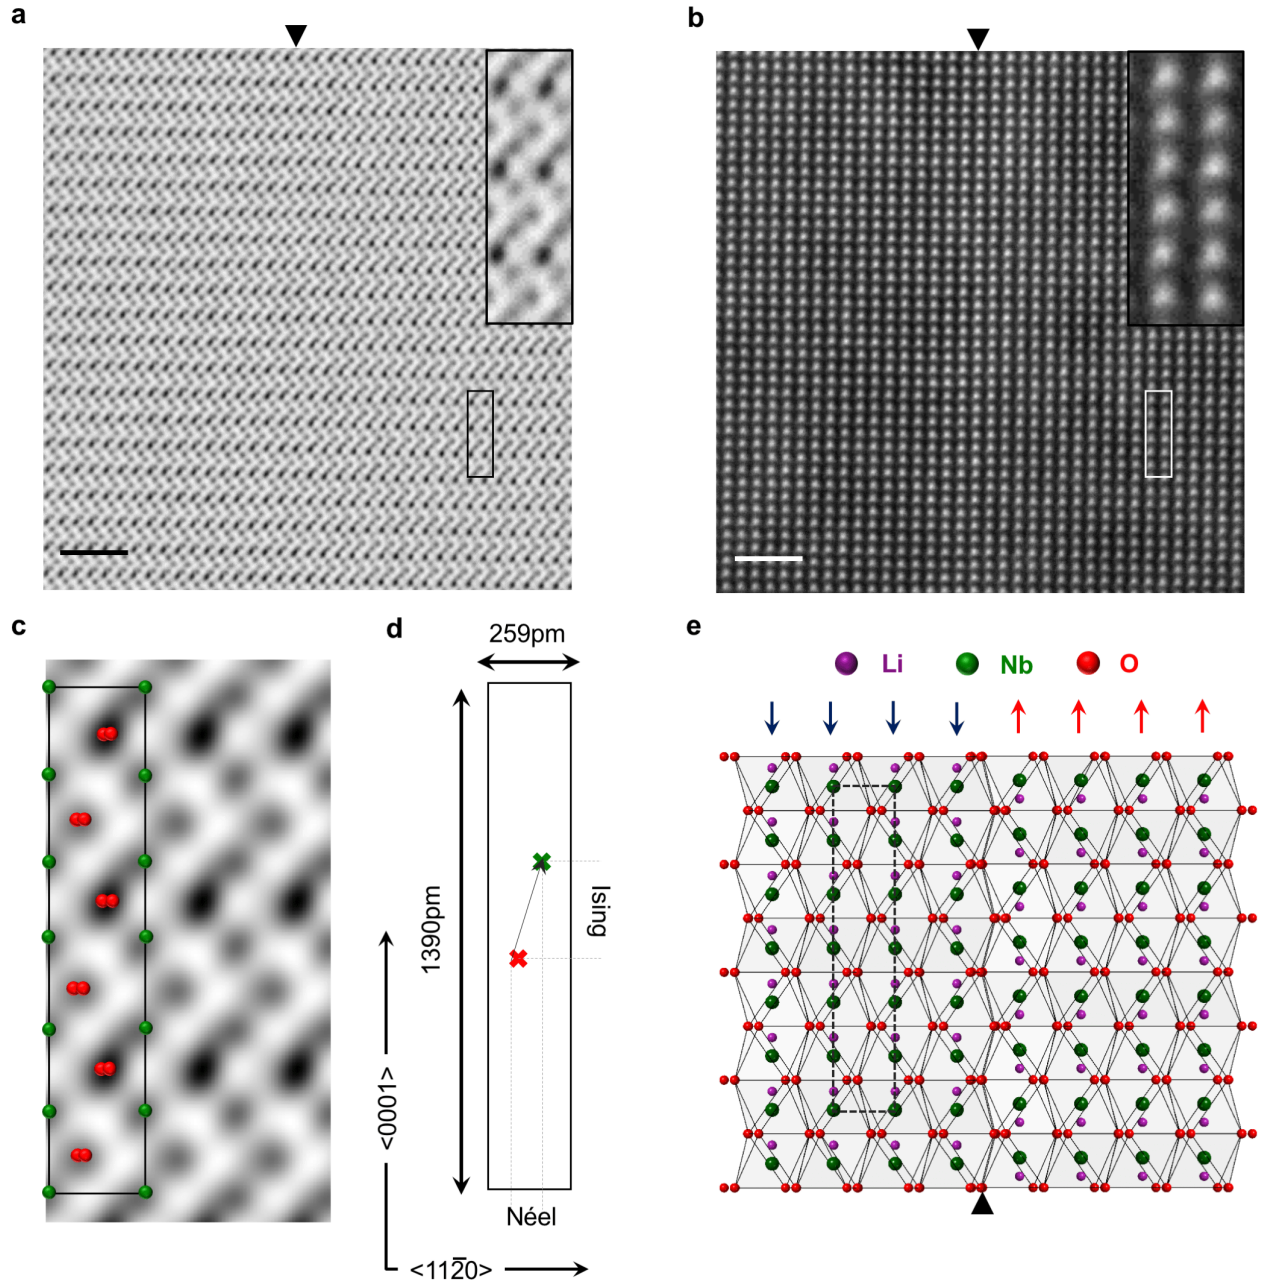 a
b
c
d
e
259pm
1390pm
Ising
Néel
<0001>
<112̅0>
Li
Nb
O